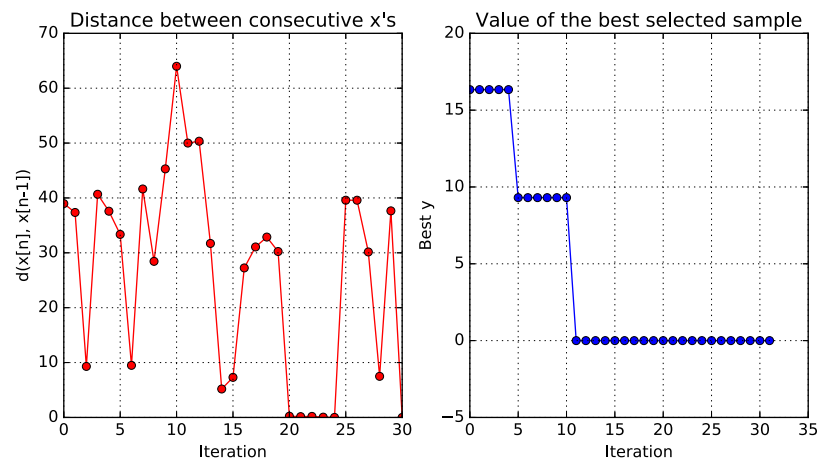 Distance between consecutive x's
d(x[n], x[n-1])
70
60
50
40
30
20
10
0
0 5 10 15 20 25 30
Iteration
Value of the best selected sample
Best y
20
15
10
5
0
−5
0 5 10 15 20 25 30 35
Iteration